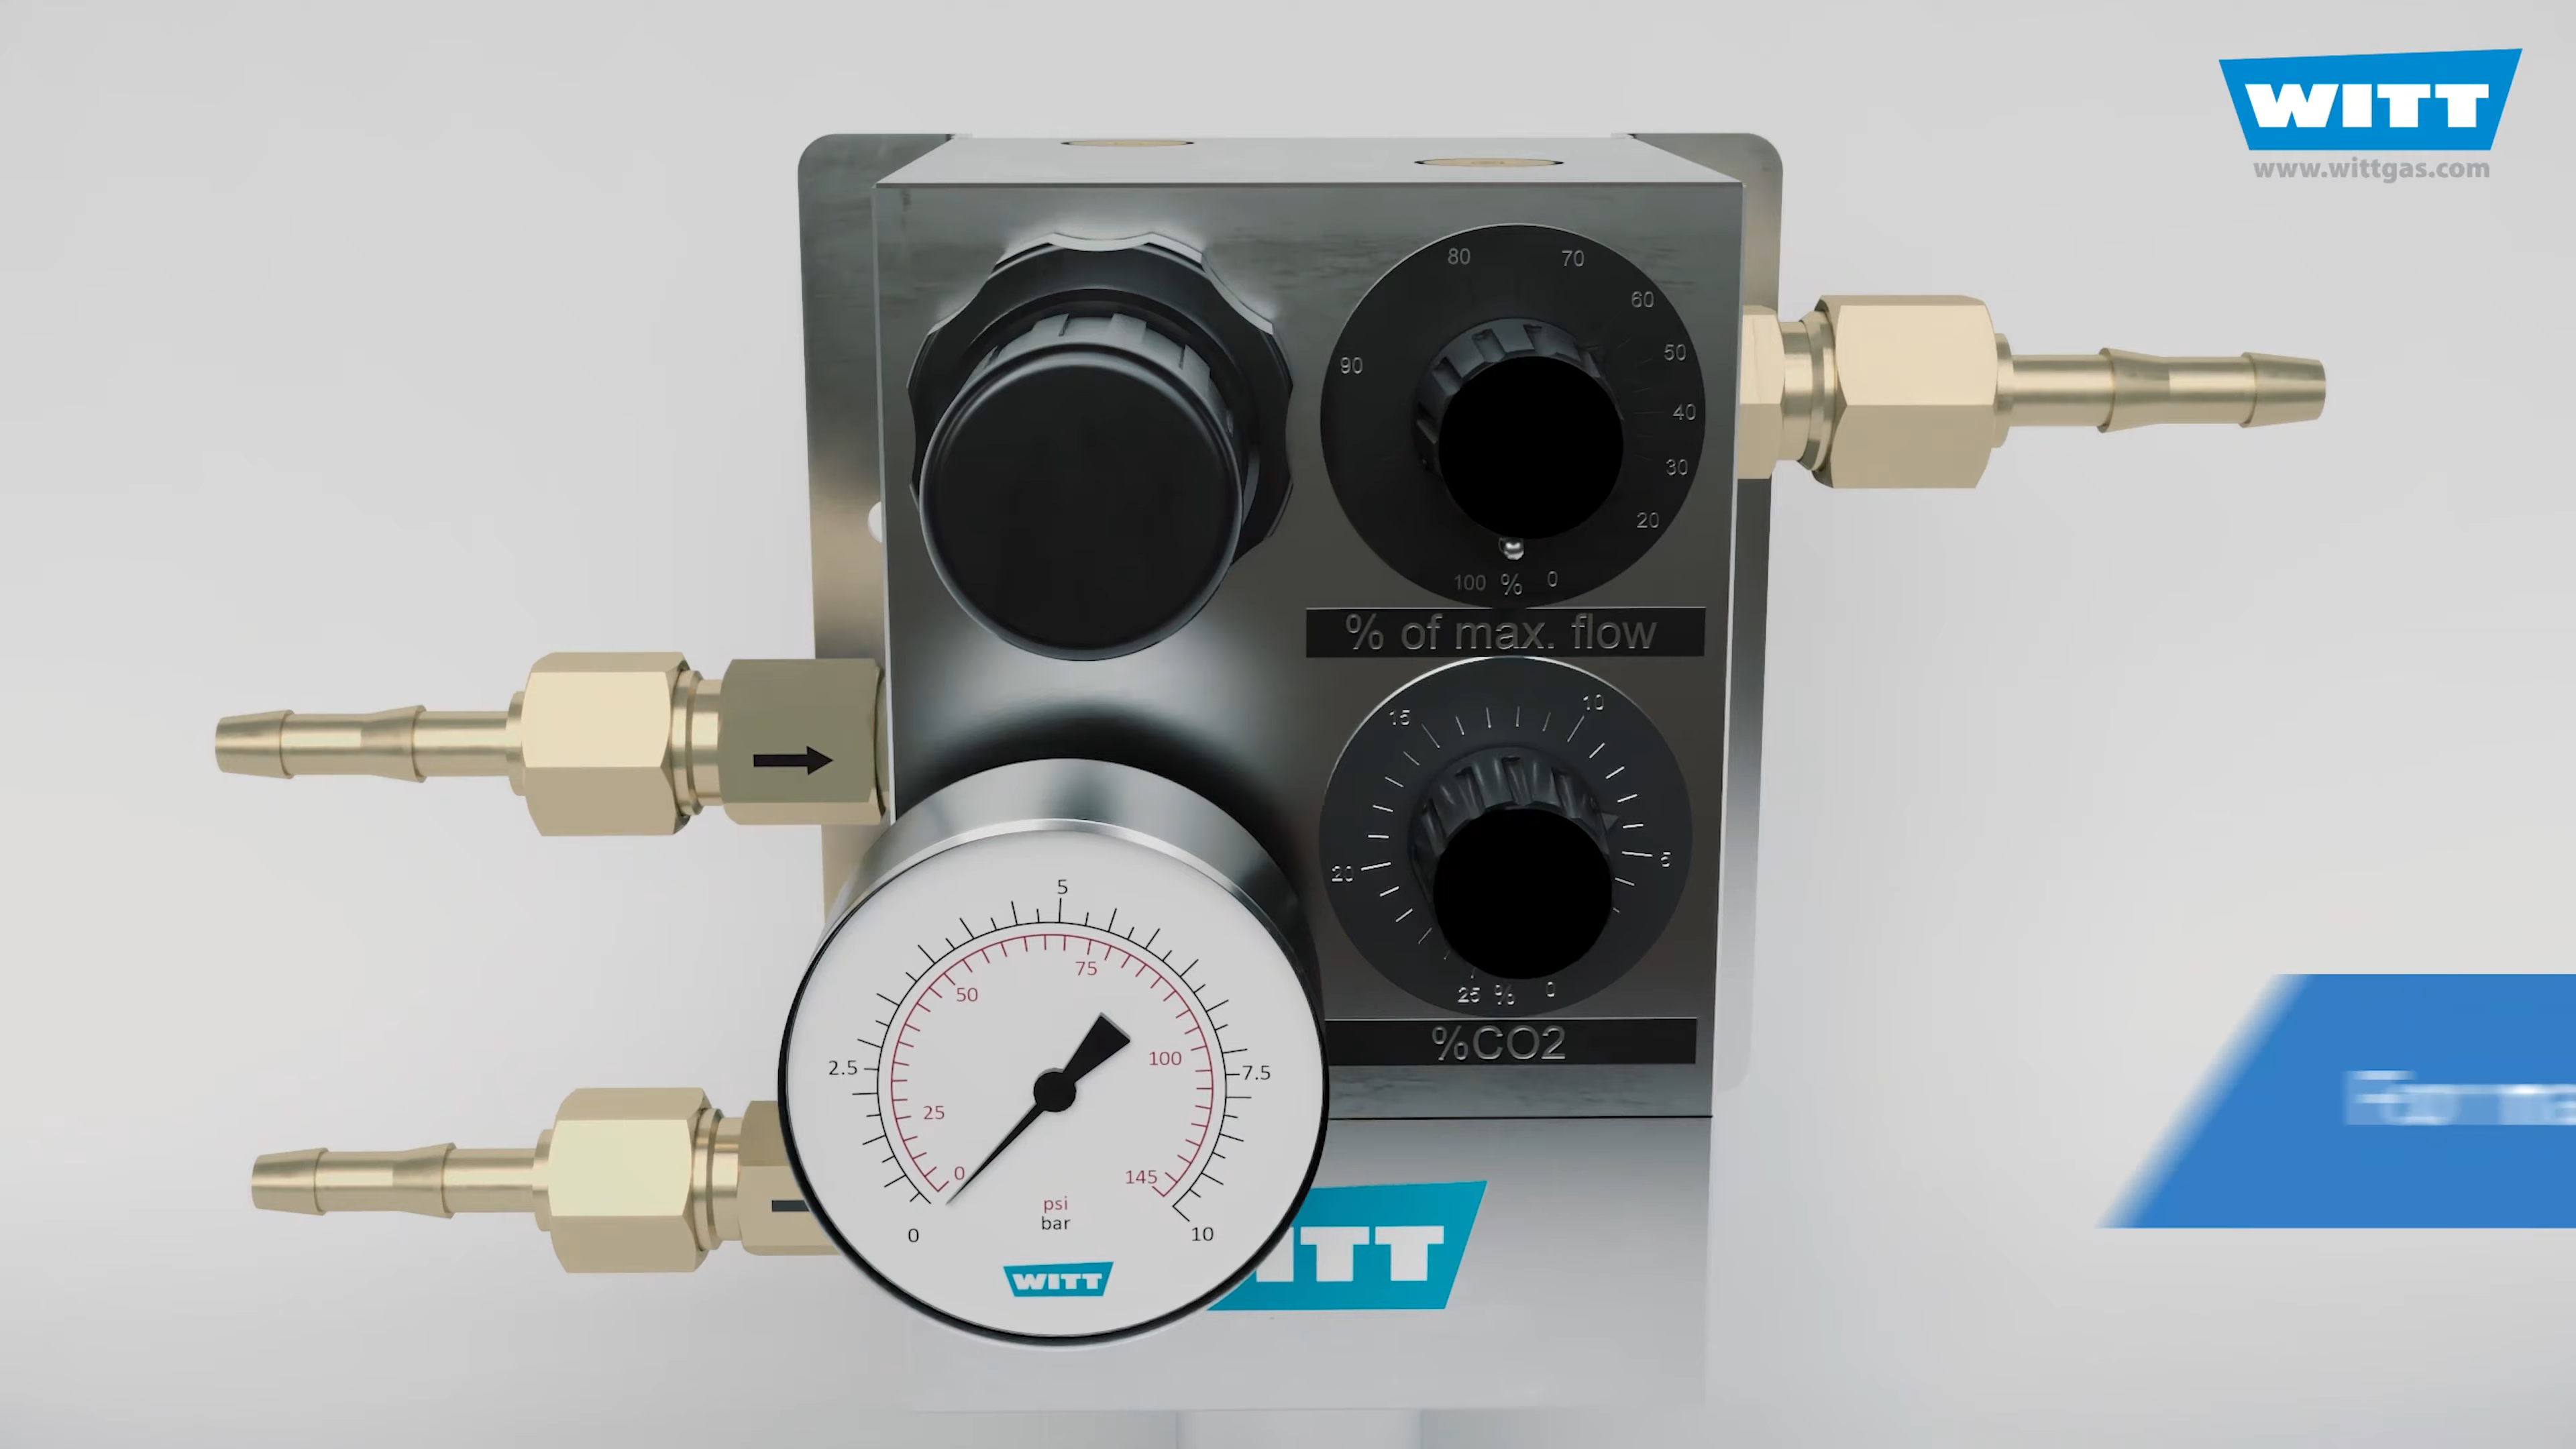 WITT
www.wittgas.com
80 70
60
90 50
40
30
20
100 % 0
% of max. flow
15 10
20 5
25 % 0
%CO2
5
2.5 7.5
0 10
50 75
25 100
0 145
psi
bar
WITT
ITT